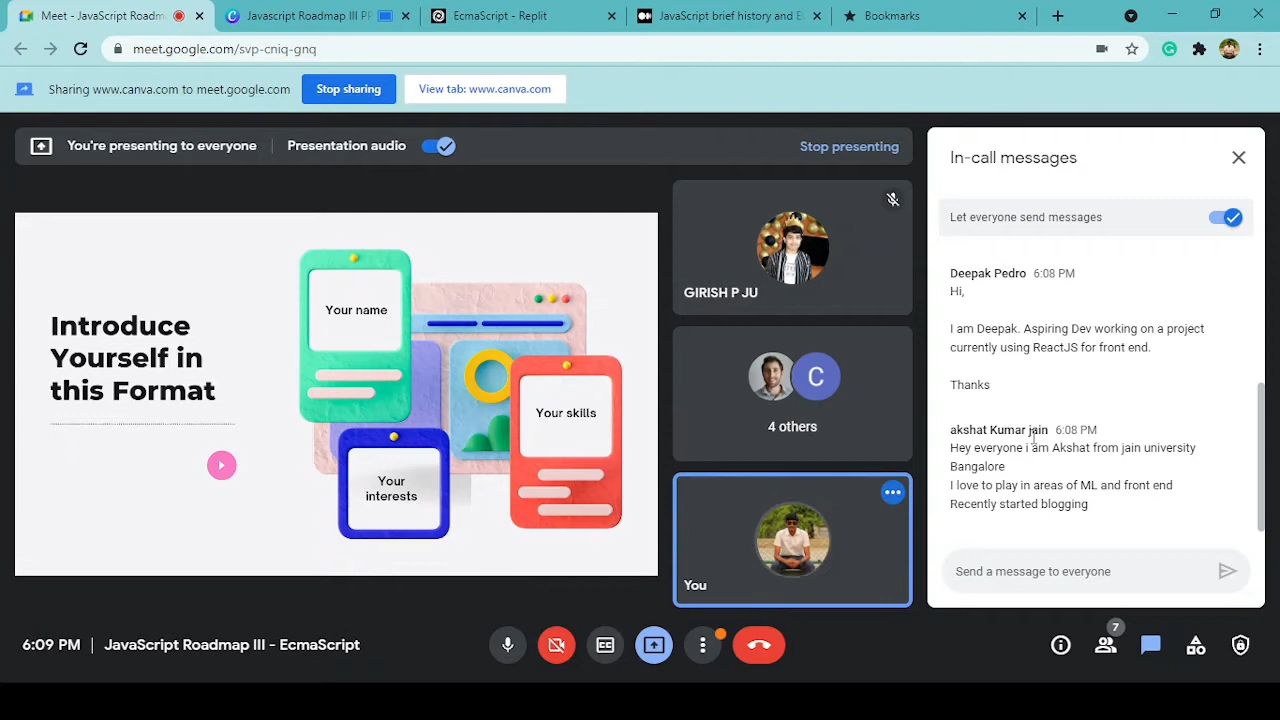 Meet - JavaScript Roadm
Javascript Roadmap III PP
EcmaScript - Replit
JavaScript brief history and E
Bookmarks
meet.google.com/svp-cniq-gnq
Sharing www.canva.com to meet.google.com
Stop sharing
View tab: www.canva.com
You're presenting to everyone
Presentation audio
Stop presenting
Introduce
Yourself in
this Format
Your name
Your skills
Your
interests
GIRISH P JU
C
4 others
You
In-call messages
Let everyone send messages
Deepak Pedro 6:08 PM
Hi,
I am Deepak. Aspiring Dev working on a project
currently using ReactJS for front end.
Thanks
akshat Kumar jain 6:08 PM
Hey everyone i am Akshat from jain university
Bangalore
I love to play in areas of ML and front end
Recently started blogging
Send a message to everyone
6:09 PM | JavaScript Roadmap III - EcmaScript
CC
7